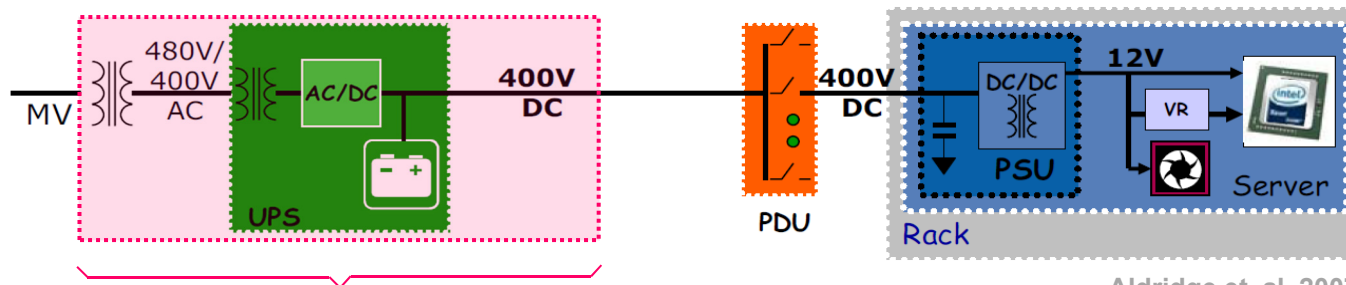 MV
480V/
400V
AC
AC/DC
- +
UPS
400V
DC
PDU
400V
DC
DC/DC
PSU
12V
VR
intel
Server
Rack